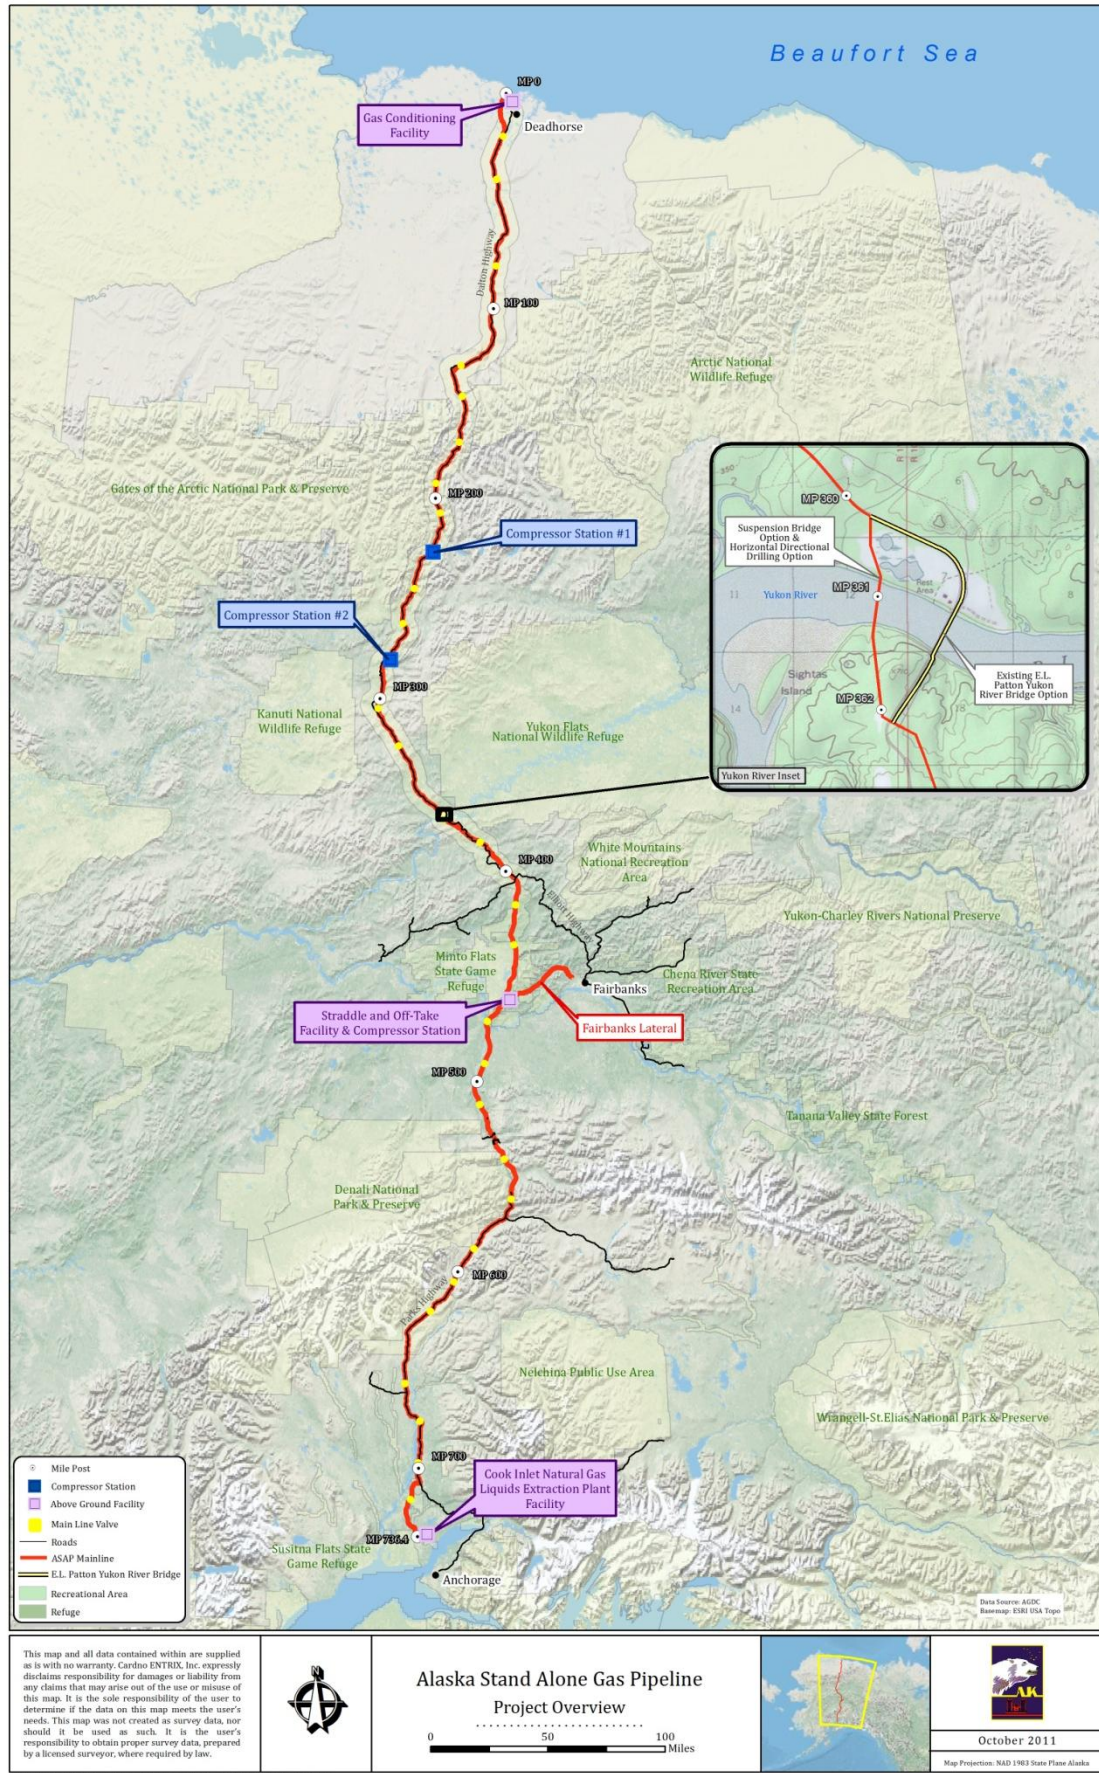 Beaufort Sea
MP 0
Gas Conditioning
Facility
Deadhorse
Dalton Highway
MP 100
Arctic National
Wildlife Refuge
Gates of the Arctic National Park & Preserve
MP 200
Compressor Station #1
Compressor Station #2
MP 300
Kanuti National
Wildlife Refuge
Yukon Flats
National Wildlife Refuge
MP 360
Suspension Bridge
Option &
Horizontal Directional
Drilling Option
MP 361
Yukon River
11
12
7
8
6
2
Rest
Area
Sightas
Island
Existing E.L.
Patton Yukon
River Bridge Option
MP 362
14
13
Yukon River Inset
MP 400
White Mountains
National Recreation
Area
Elliott Highway
Yukon-Charley Rivers National Preserve
Minto Flats
State Game
Refuge
Chena River State
Recreation Area
Fairbanks
Straddle and Off-Take
Facility & Compressor Station
Fairbanks Lateral
MP 500
Tanana Valley State Forest
Denali National
Park & Preserve
MP 600
Parks Highway
Nelchina Public Use Area
Wrangell-St.Elias National Park & Preserve
MP 700
Cook Inlet Natural Gas
Liquids Extraction Plant
Facility
MP 736.4
Susitna Flats State
Game Refuge
Anchorage
Mile Post
Compressor Station
Above Ground Facility
Main Line Valve
Roads
ASAP Mainline
E.L. Patton Yukon River Bridge
Recreational Area
Refuge
Data Source: AGDC
Basemap: ESRI USA Topo
This map and all data contained within are supplied
as is with no warranty. Cardno ENTRIX, Inc. expressly
disclaims responsibility for damages or liability from
any claims that may arise out of the use or misuse of
this map. It is the sole responsibility of the user to
determine if the data on this map meets the user's
needs. This map was not created as survey data, nor
should it be used as such. It is the user's
responsibility to obtain proper survey data, prepared
by a licensed surveyor, where required by law.
N
Alaska Stand Alone Gas Pipeline
Project Overview
0 50 100
Miles
AK
October 2011
Map Projection: NAD 1983 State Plane Alaska